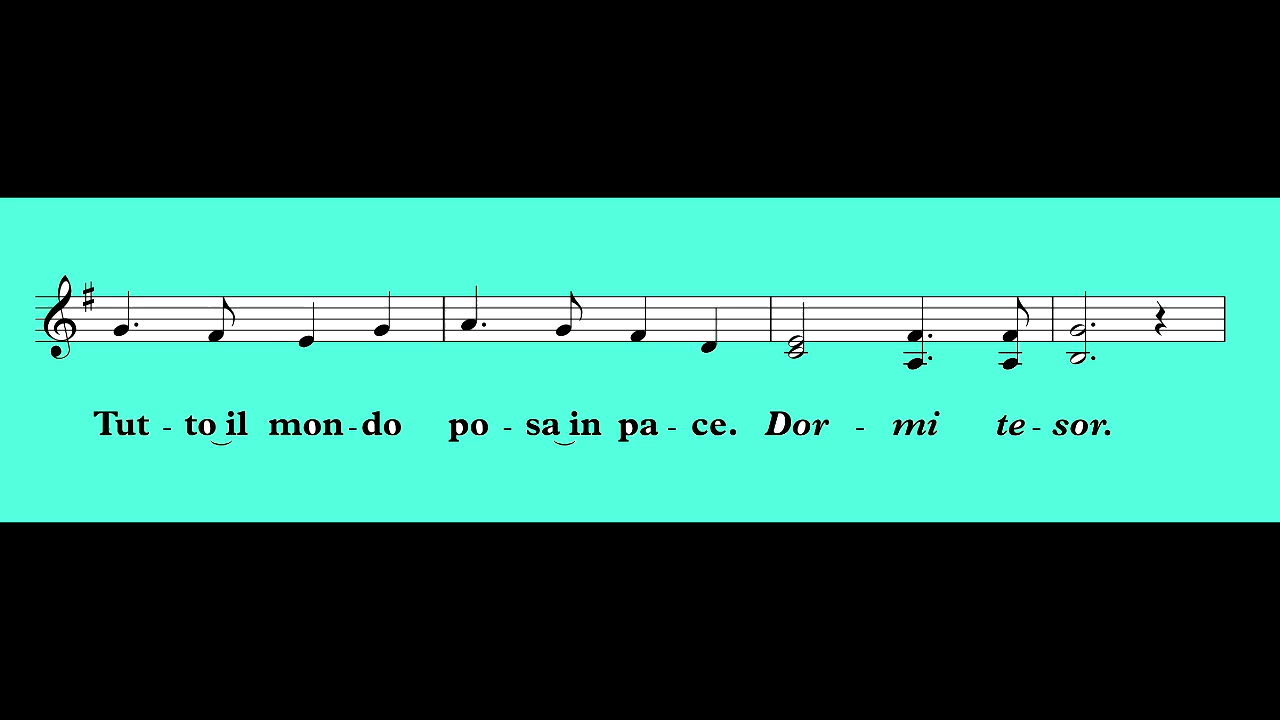 Tut - to il mon - do po - sa in pa - ce. Dor - mi te - sor.